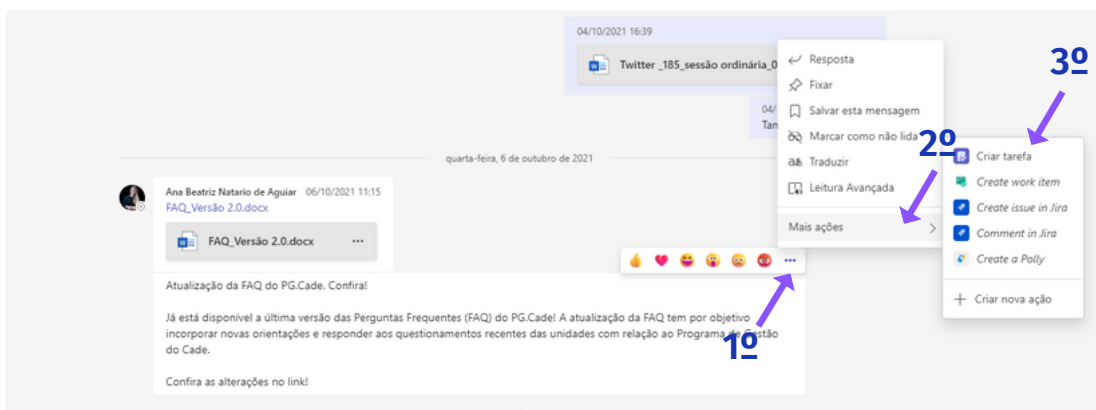 04/10/2021 16:39
Twitter _185_sessão ordinária_0
04/
Tan
quarta-feira, 6 de outubro de 2021
Ana Beatriz Natario de Aguiar 06/10/2021 11:15
FAQ_Versão 2.0.docx
FAQ_Versão 2.0.docx
Atualização da FAQ do PG.Cade. Confira!
Já está disponível a última versão das Perguntas Frequentes (FAQ) do PG.Cade! A atualização da FAQ tem por objetivo
incorporar novas orientações e responder aos questionamentos recentes das unidades com relação ao Programa de Gestão
do Cade.
Confira as alterações no link!
1º
Resposta
Fixar
Salvar esta mensagem
Marcar como não lida
Traduzir
Leitura Avançada
Mais ações
2º
3º
Criar tarefa
Create work item
Create issue in Jira
Comment in Jira
Create a Polly
Criar nova ação